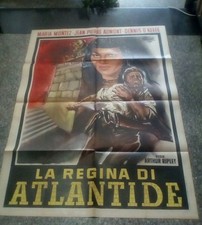 MARIA MONTEZ JEAN PIERRE AUMONT DENNIS O'KEEFE
ARTHUR RIPLEY
LA REGINA DI
ATLANTIDE